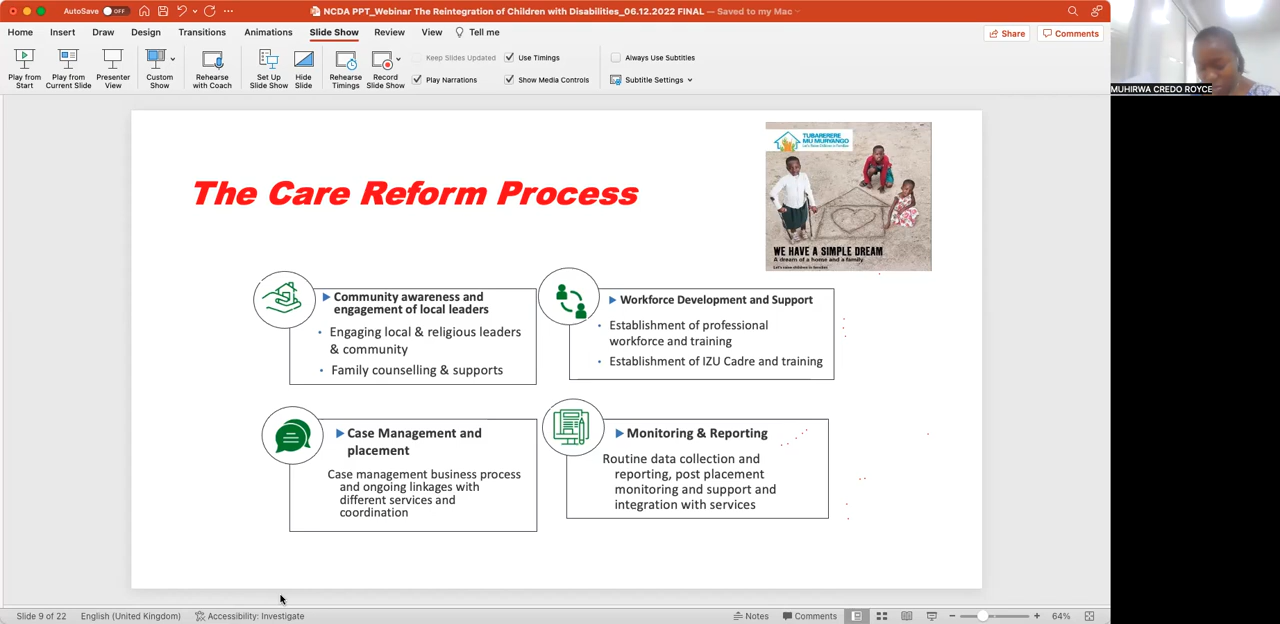 AutoSave OFF
NCDA PPT_Webinar The Reintegration of Children with Disabilities_06.12.2022 FINAL — Saved to my Mac
Home Insert Draw Design Transitions Animations Slide Show Review View Tell me
Share Comments
Play from Start
Play from Current Slide
Presenter View
Custom Show
Rehearse with Coach
Set Up Slide Show
Hide Slide
Rehearse Timings
Record Slide Show
Keep Slides Updated
Use Timings
Play Narrations
Show Media Controls
Always Use Subtitles
Subtitle Settings
MUHIRWA CREDO ROYCE
TUBARERERE
MU MURYANGO
Let's Raise Children in Families
WE HAVE A SIMPLE DREAM
A dream of a home and a family
The Care Reform Process
Community awareness and
engagement of local leaders
• Engaging local & religious leaders
& community
• Family counselling & supports
Workforce Development and Support
• Establishment of professional
workforce and training
• Establishment of IZU Cadre and training
Case Management and
placement
Case management business process
and ongoing linkages with
different services and
coordination
Monitoring & Reporting
Routine data collection and
reporting, post placement
monitoring and support and
integration with services
Slide 9 of 22 English (United Kingdom) Accessibility: Investigate
Notes Comments 64%